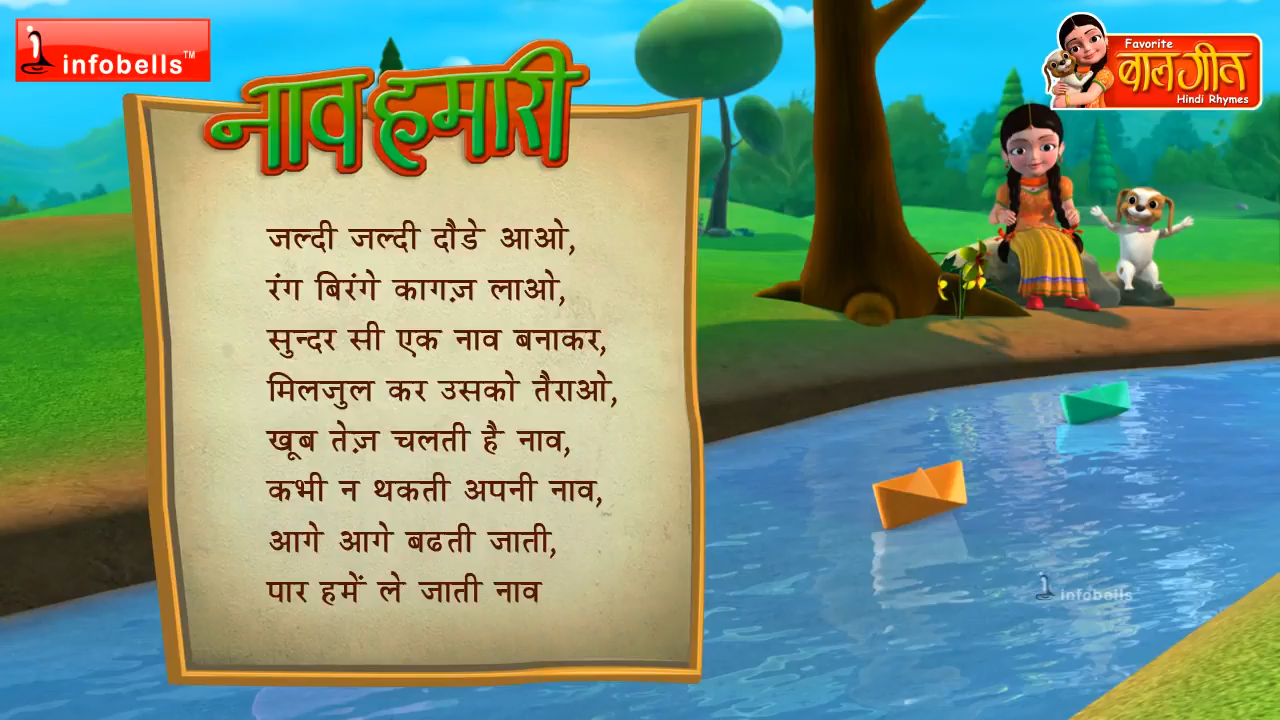 infobells™
Favorite
बालगीत
Hindi Rhymes
नाव हमारी
जल्दी जल्दी दौडे आओ,
रंग बिरंगे कागज़ लाओ,
सुन्दर सी एक नाव बनाकर,
मिलजुल कर उसको तैराओ,
खूब तेज़ चलती है नाव,
कभी न थकती अपनी नाव,
आगे आगे बढती जाती,
पार हमें ले जाती नाव
infobells